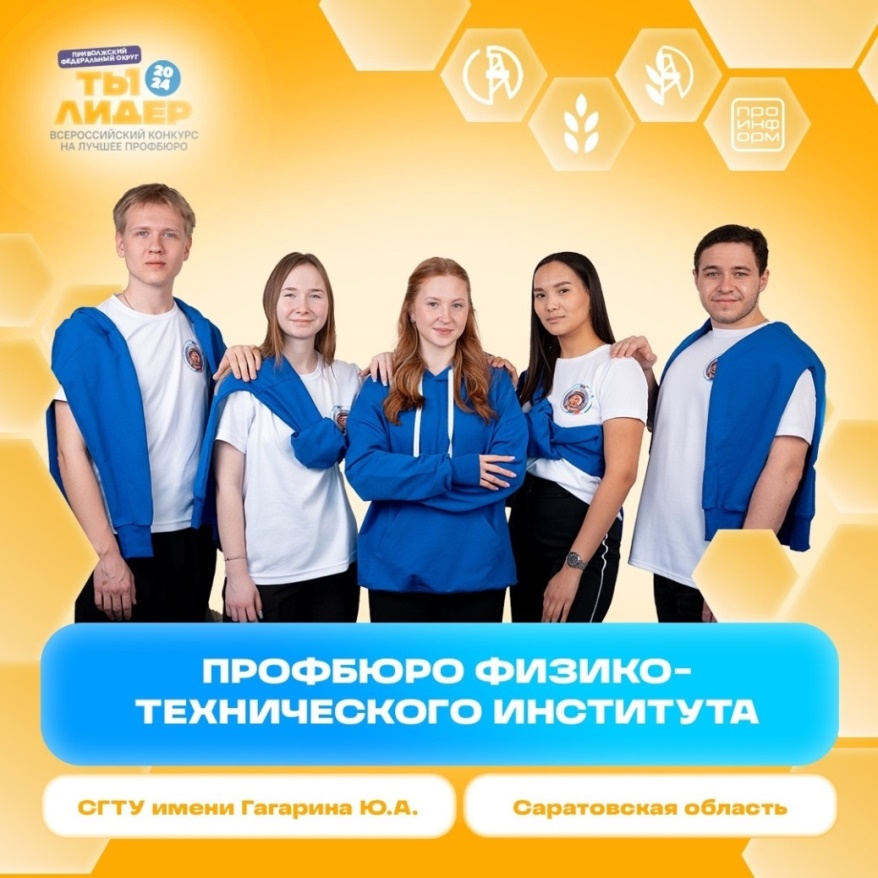 ПРИВОЛЖСКИЙ
ФЕДЕРАЛЬНЫЙ ОКРУГ
ТЫ 2024
ЛИДЕР
ВСЕРОССИЙСКИЙ КОНКУРС
НА ЛУЧШЕЕ ПРОФБЮРО
про
инф
орм
ПРОФБЮРО ФИЗИКО-
ТЕХНИЧЕСКОГО ИНСТИТУТА
СГТУ имени Гагарина Ю.А.
Саратовская область